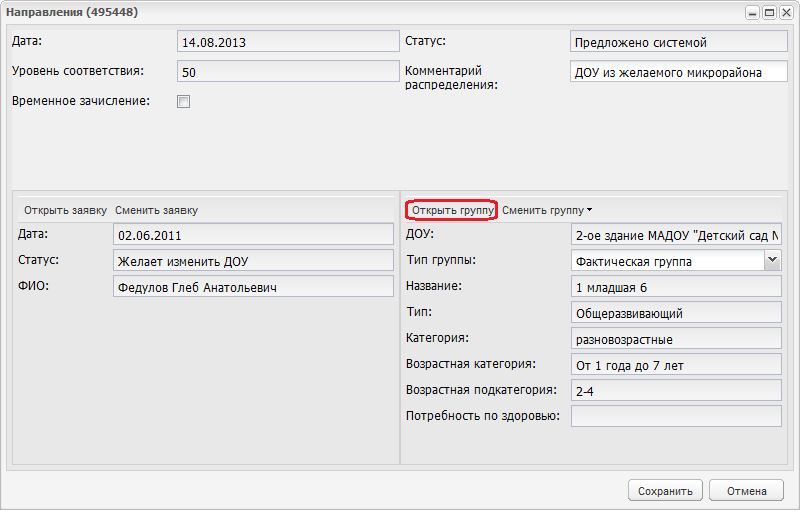 Направления (495448)
Дата: 14.08.2013
Статус: Предложено системой
Уровень соответствия: 50
Комментарий распределения: ДОУ из желаемого микрорайона
Временное зачисление:
Открыть заявку Сменить заявку
Дата: 02.06.2011
Статус: Желает изменить ДОУ
ФИО: Федулов Глеб Анатольевич
Открыть группу Сменить группу
ДОУ: 2-ое здание МАДОУ "Детский сад №
Тип группы: Фактическая группа
Название: 1 младшая 6
Тип: Общеразвивающий
Категория: разновозрастные
Возрастная категория: От 1 года до 7 лет
Возрастная подкатегория: 2-4
Потребность по здоровью:
Сохранить Отмена